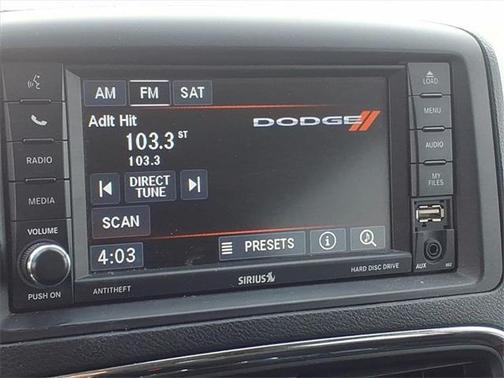 AM FM SAT
Adlt Hit
103.3 ST
103.3
DODGE
DIRECT
TUNE
SCAN
4:03
PRESETS
RADIO
MEDIA
VOLUME
PUSH ON
ANTITHEFT
SIRIUS
HARD DISC DRIVE
LOAD
MENU
AUDIO
MY
FILES
AUX